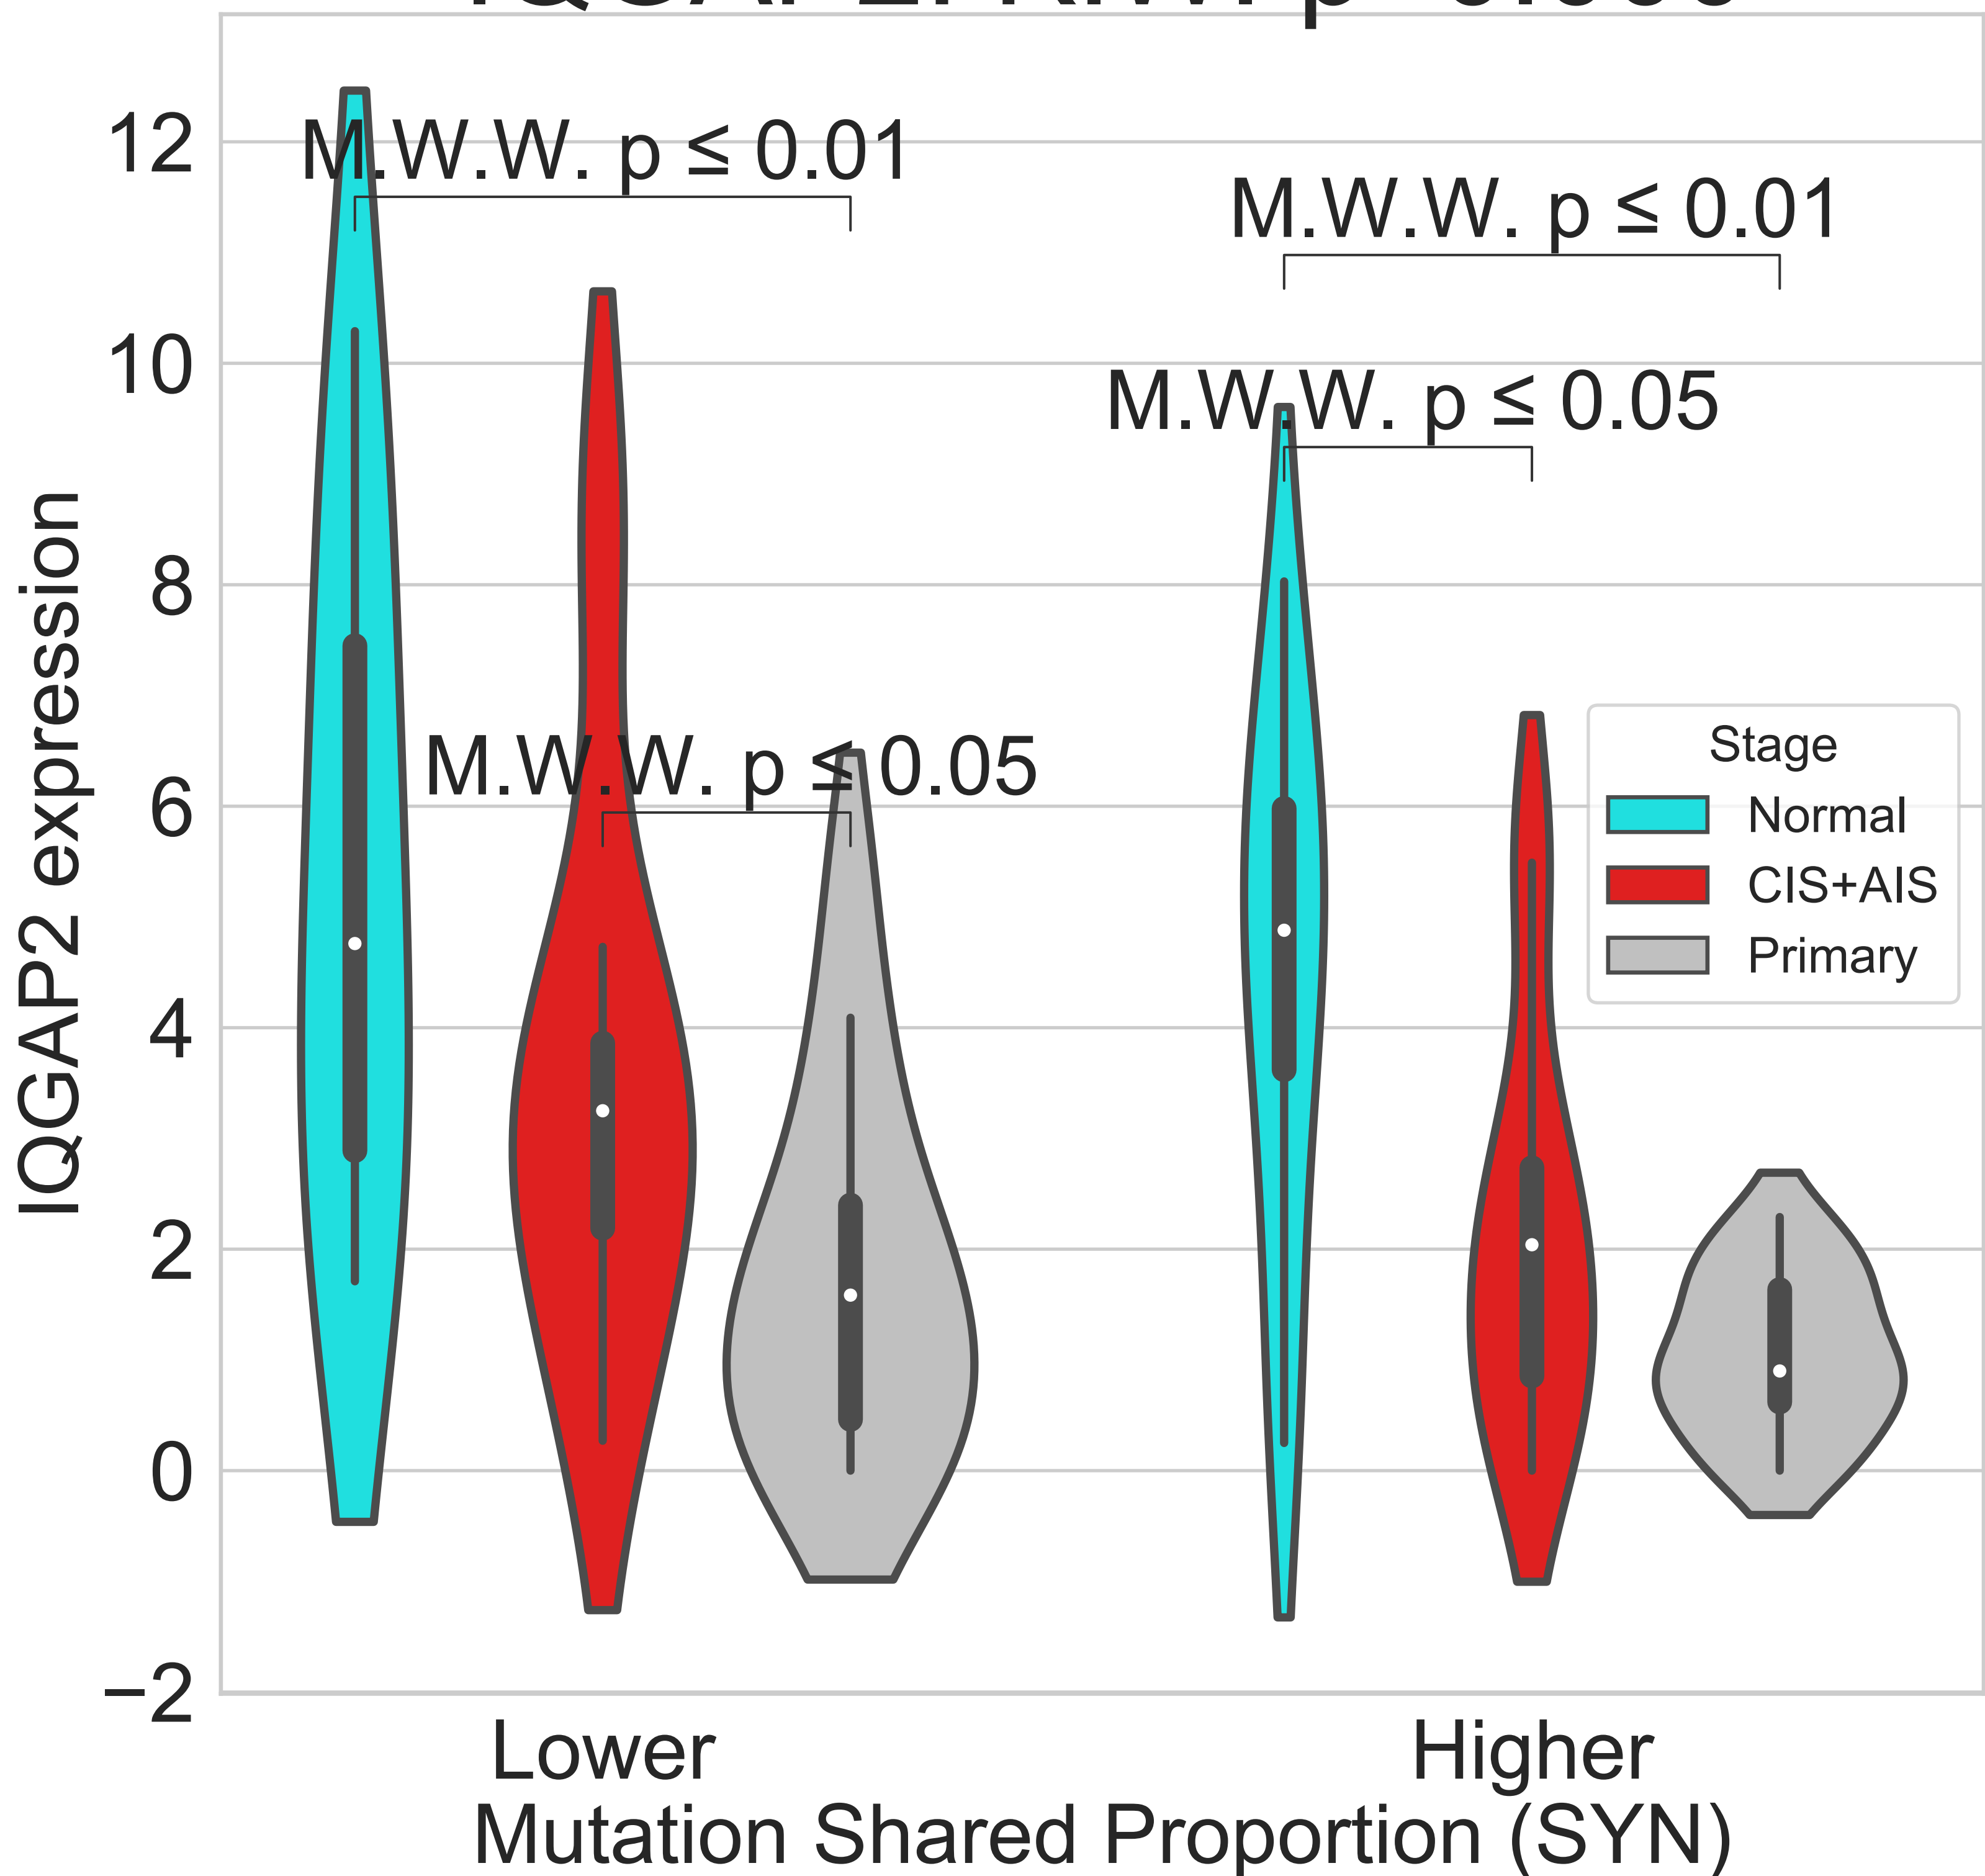 12
10
8
6
4
2
0
−2
IQGAP2 expression
M.W.W. p ≤ 0.01
M.W.W. p ≤ 0.01
M.W.W. p ≤ 0.05
M.W.W. p ≤ 0.05
Stage
Normal
CIS+AIS
Primary
Lower
Higher
Mutation Shared Proportion (SYN)